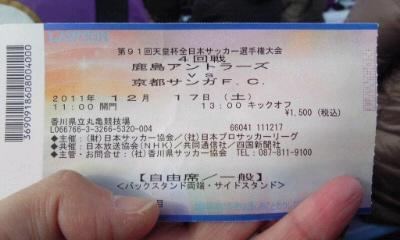 LAWSON
第91回天皇杯全日本サッカー選手権大会
4回戦
鹿島アントラーズ
VS
京都サンガF.C.
2011年 12月 17日(土)
11:00 開門 13:00 キックオフ
¥1,500(税込)
香川県立丸亀競技場
L066766-3-3266-5320-004 66041 111217
◆主催:(財)日本サッカー協会/(社)日本プロサッカーリーグ
◆共催:日本放送協会(NHK)/共同通信社/四国新聞社
◆主管・お問合せ:(社)香川県サッカー協会 TEL:087-811-9100
【自由席/一般】
<バックスタンド両端・サイドスタンド>
3690918608004000